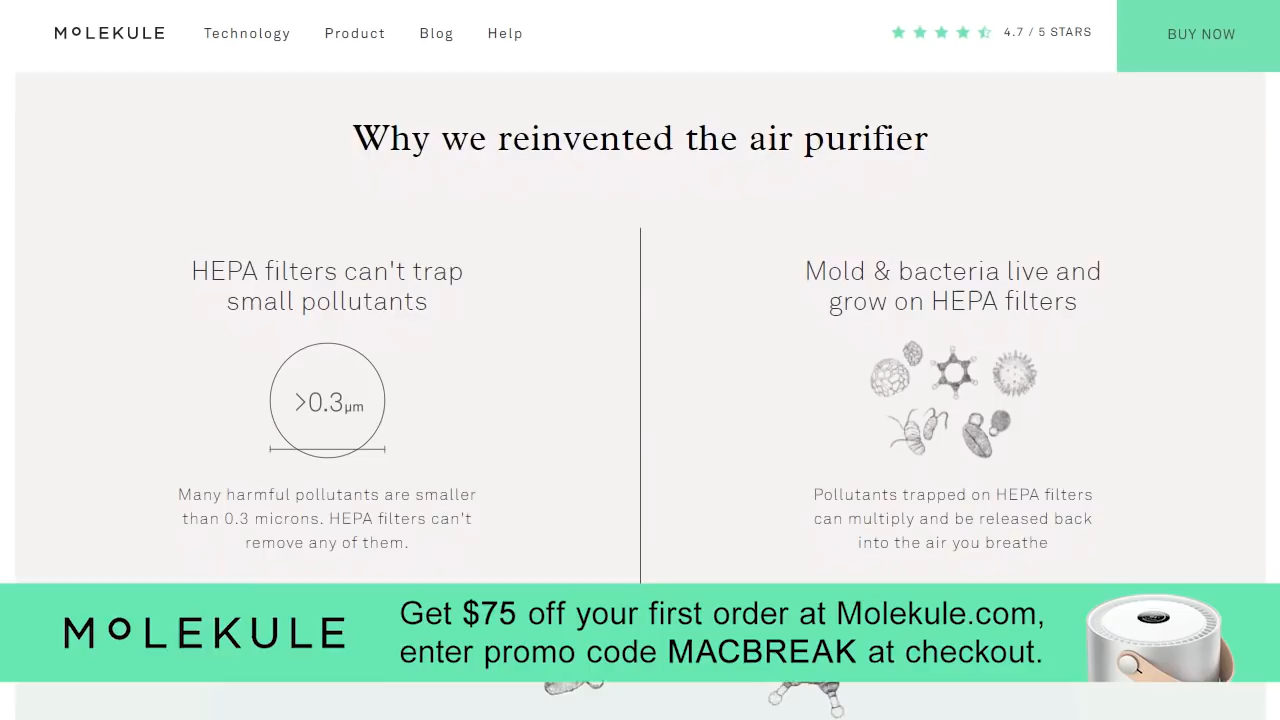 MOLEKULE Technology Product Blog Help 4.7 / 5 STARS BUY NOW
Why we reinvented the air purifier
HEPA filters can't trap
small pollutants
>0.3µm
Many harmful pollutants are smaller
than 0.3 microns. HEPA filters can't
remove any of them.
Mold & bacteria live and
grow on HEPA filters
Pollutants trapped on HEPA filters
can multiply and be released back
into the air you breathe
MOLEKULE
Get $75 off your first order at Molekule.com,
enter promo code MACBREAK at checkout.